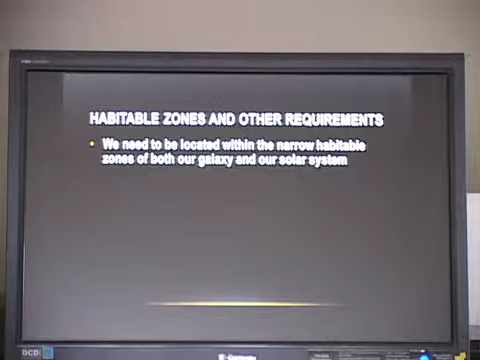 HABITABLE ZONES AND OTHER REQUIREMENTS
We need to be located within the narrow habitable
zones of both our galaxy and our solar system